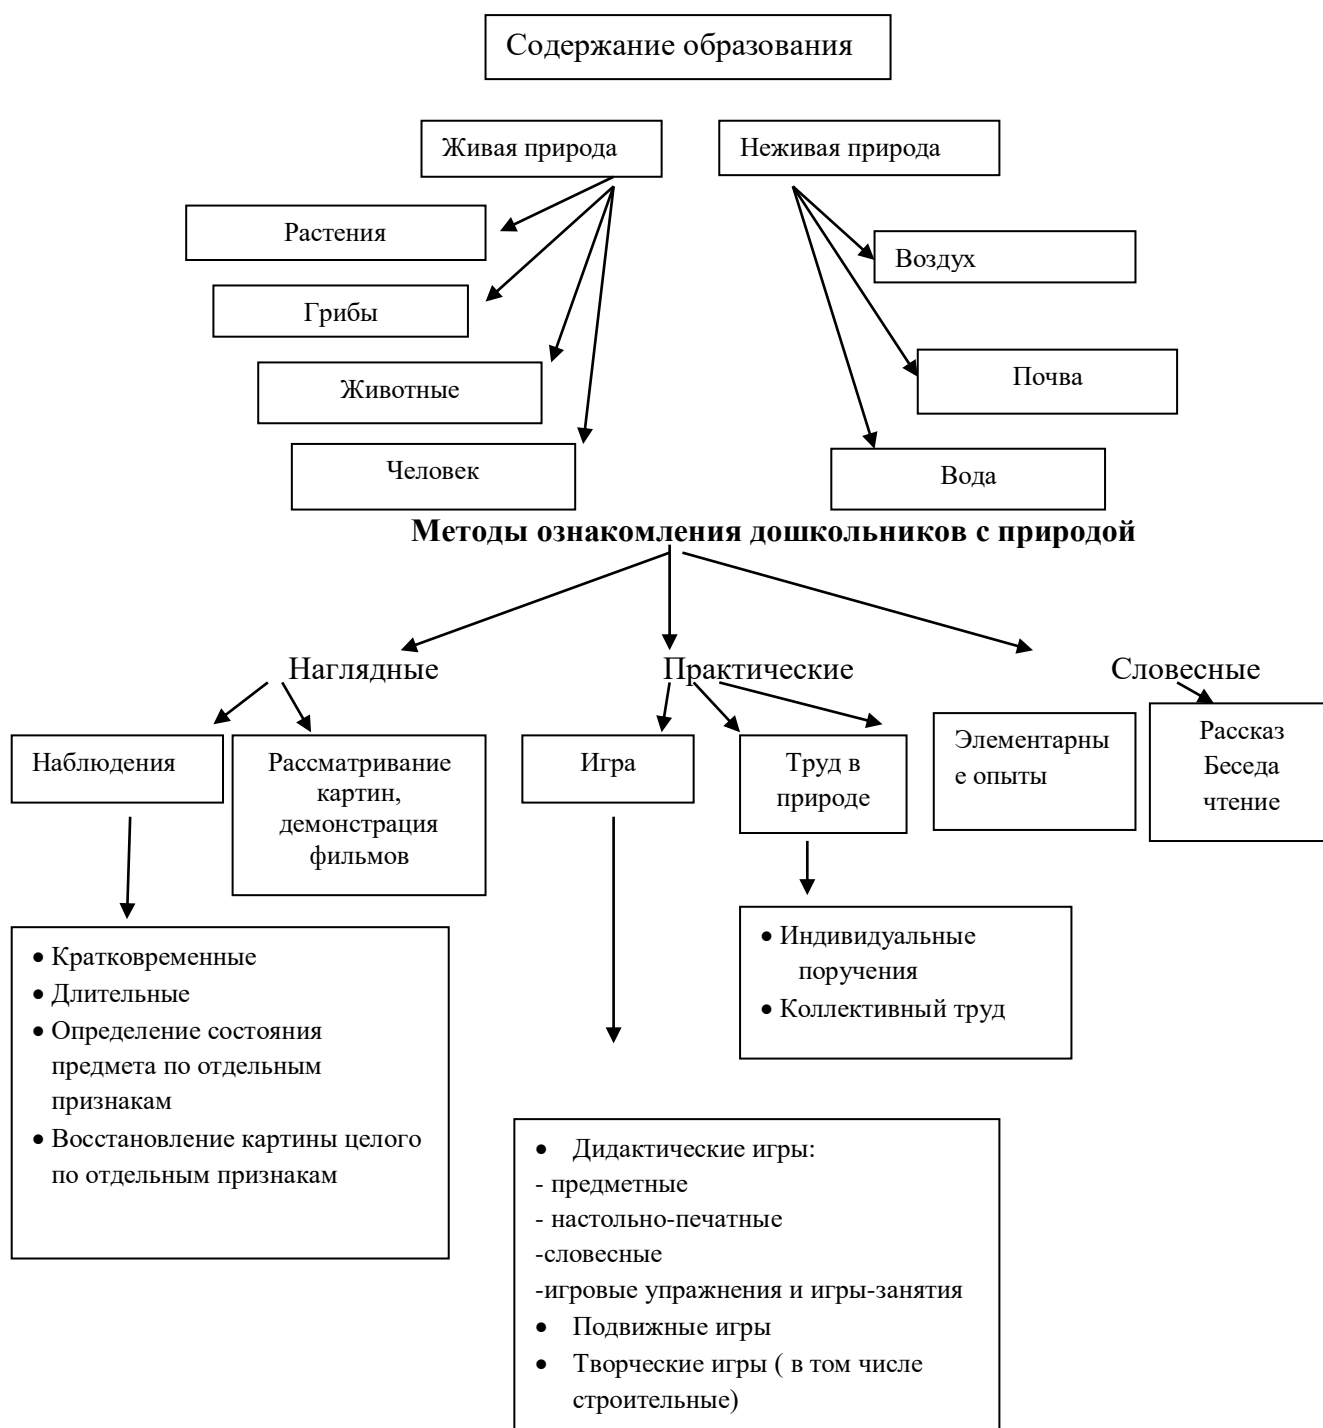 Содержание образования
Живая природа
Неживая природа
Растения
Воздух
Грибы
Почва
Животные
Человек
Вода
Методы ознакомления дошкольников с природой
Наглядные
Практические
Словесные
Наблюдения
Рассматривание
картин,
демонстрация
фильмов
Игра
Труд в
природе
Элементарны
е опыты
Рассказ
Беседа
чтение
• Кратковременные
• Длительные
• Определение состояния
предмета по отдельным
признакам
• Восстановление картины целого
по отдельным признакам
• Индивидуальные
поручения
• Коллективный труд
• Дидактические игры:
- предметные
- настольно-печатные
-словесные
-игровые упражнения и игры-занятия
• Подвижные игры
• Творческие игры ( в том числе
строительные)